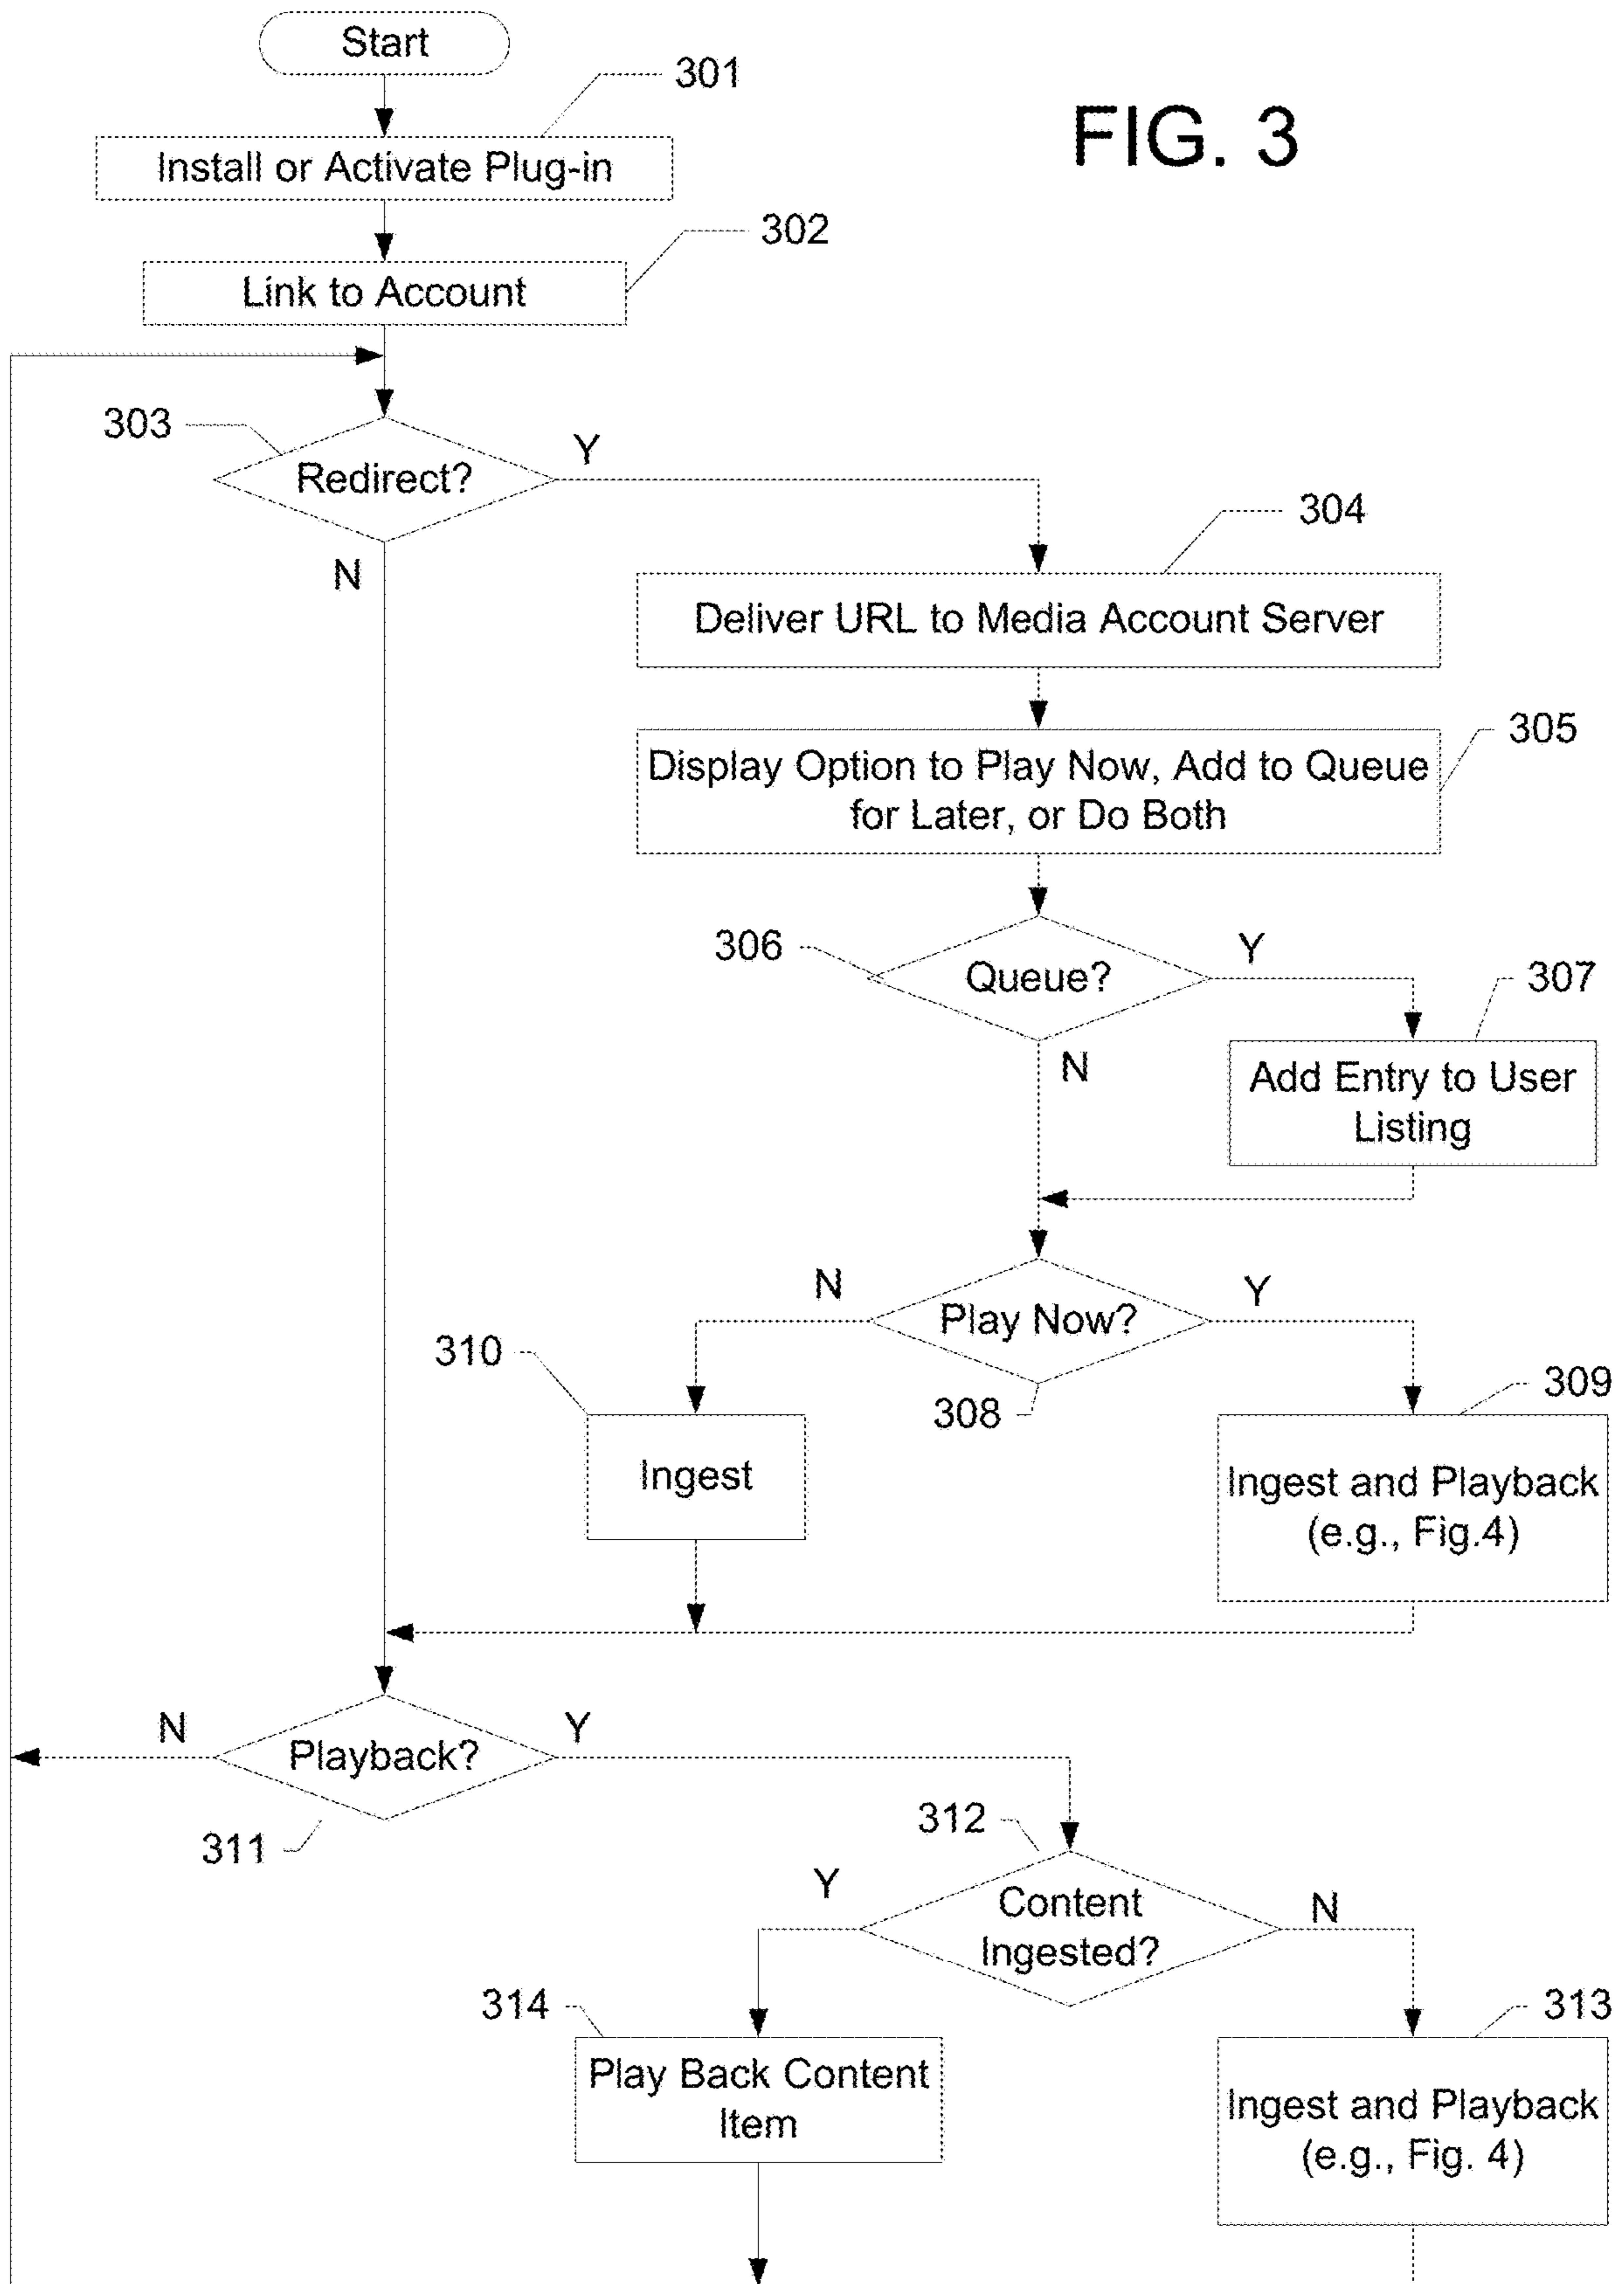 Start
301
FIG. 3
Install or Activate Plug-in
302
Link to Account
303
Y
Redirect?
304
N
Deliver URL to Media Account Server
305
Display Option to Play Now, Add to Queue
for Later, or Do Both
306
Y
Queue?
307
N
Add Entry to User
Listing
N
Y
Play Now?
310
309
308
Ingest
Ingest and Playback
(e.g., Fig.4)
N
Y
Playback?
312
311
Y
Content
Ingested?
N
314
313
Play Back Content
Item
Ingest and Playback
(e.g., Fig. 4)